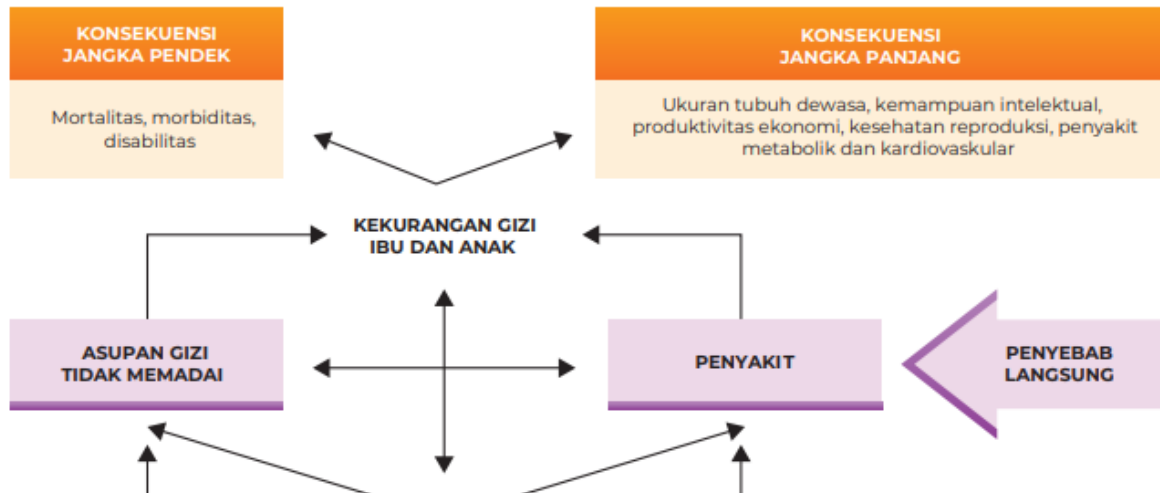 KONSEKUENSI
JANGKA PENDEK
Mortalitas, morbiditas,
disabilitas
KONSEKUENSI
JANGKA PANJANG
Ukuran tubuh dewasa, kemampuan intelektual,
produktivitas ekonomi, kesehatan reproduksi, penyakit
metabolik dan kardiovaskular
KEKURANGAN GIZI
IBU DAN ANAK
ASUPAN GIZI
TIDAK MEMADAI
PENYAKIT
PENYEBAB
LANGSUNG